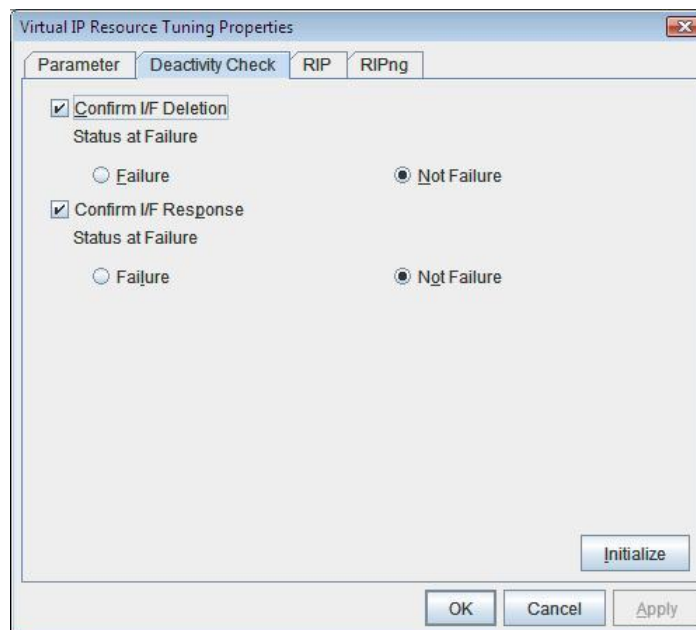 Virtual IP Resource Tuning Properties
Parameter Deactivity Check RIP RIPng
Confirm I/F Deletion
Status at Failure
Failure Not Failure
Confirm I/F Response
Status at Failure
Failure Not Failure
Initialize
OK Cancel Apply